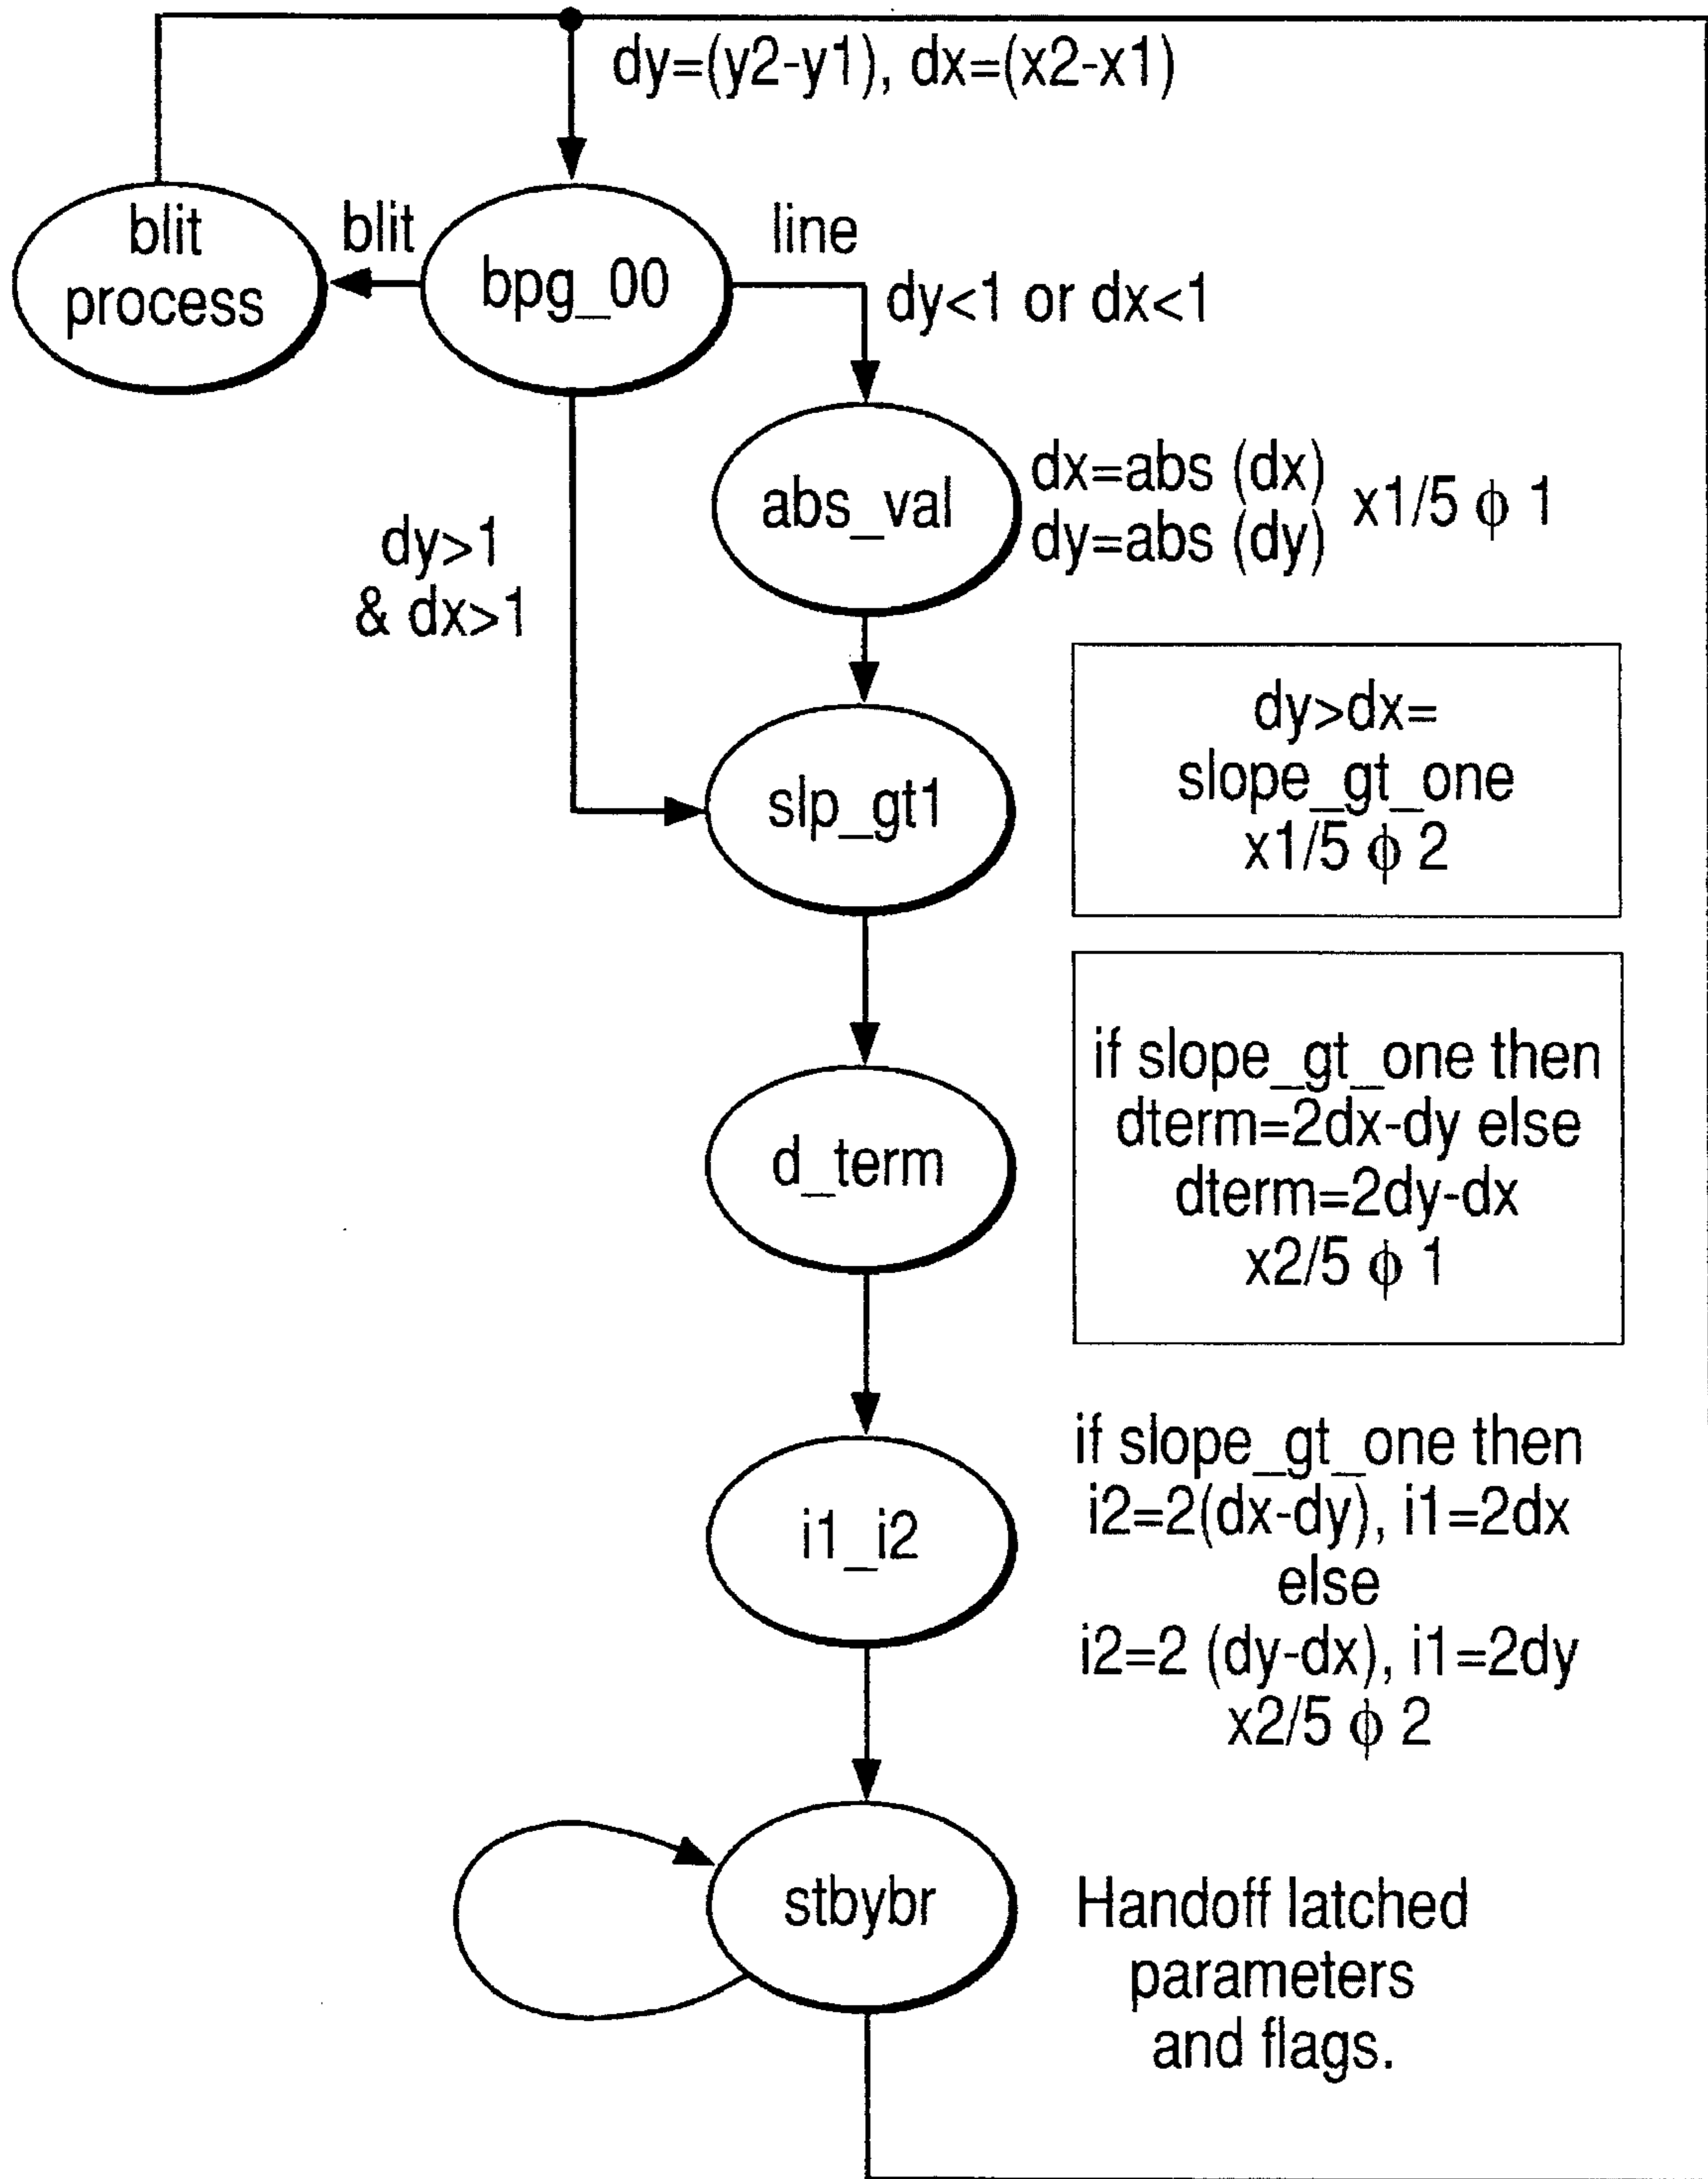 dy=(y2-y1), dx=(x2-x1)
blit
process
blit
bpg_00
line
dy<1 or dx<1
abs_val
dx=abs (dx)
dy=abs (dy)
x1/5 ϕ 1
dy>1
& dx>1
slp_gt1
dy>dx=
slope_gt_one
x1/5 ϕ 2
d_term
if slope_gt_one then
dterm=2dx-dy else
dterm=2dy-dx
x2/5 ϕ 1
i1_i2
if slope_gt_one then
i2=2(dx-dy), i1=2dx
else
i2=2 (dy-dx), i1=2dy
x2/5 ϕ 2
stbybr
Handoff latched
parameters
and flags.